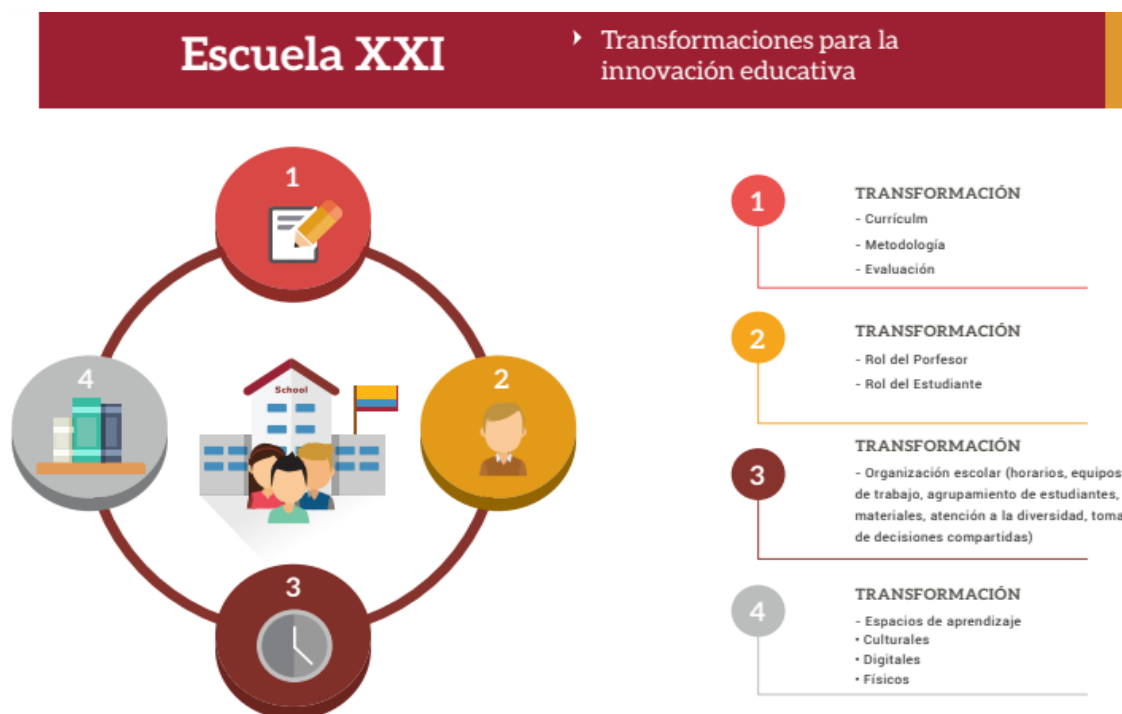 Escuela XXI
Transformaciones para la
innovación educativa
1
2
3
4
School
1
TRANSFORMACIÓN
- Currículm
- Metodología
- Evaluación
2
TRANSFORMACIÓN
- Rol del Porfesor
- Rol del Estudiante
3
TRANSFORMACIÓN
- Organización escolar (horarios, equipos
de trabajo, agrupamiento de estudiantes,
materiales, atención a la diversidad, toma
de decisiones compartidas)
4
TRANSFORMACIÓN
- Espacios de aprendizaje
• Culturales
• Digitales
• Físicos